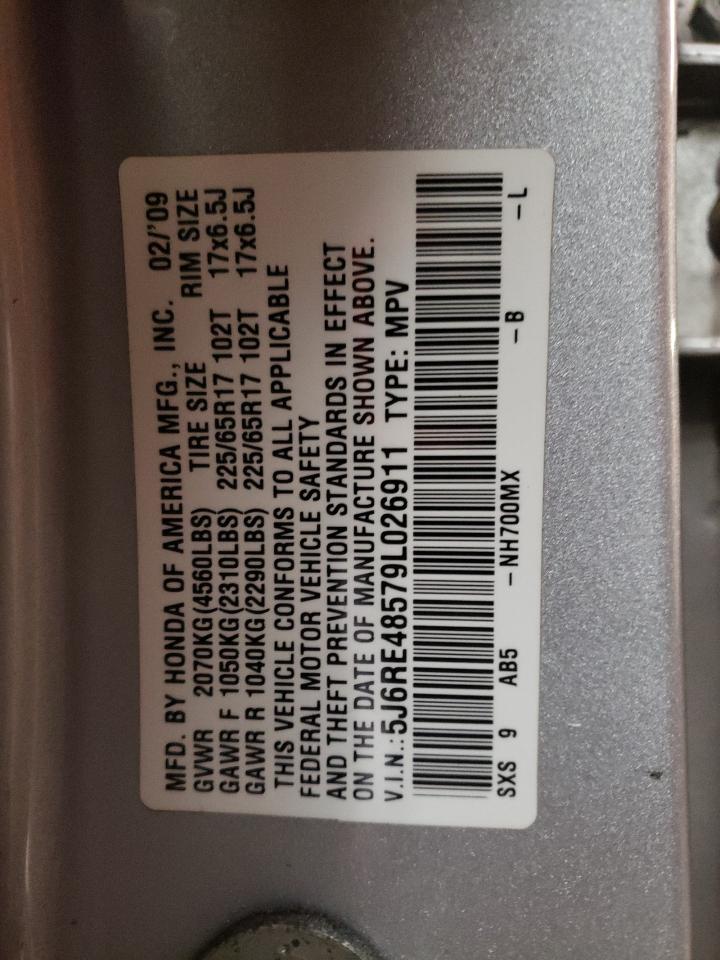 MFD. BY HONDA OF AMERICA MFG., INC. 02/'09
GVWR 2070KG(4560LBS) TIRE SIZE RIM SIZE
GAWR F 1050KG(2310LBS) 225/65R17 102T 17x6.5J
GAWR R 1040KG(2290LBS) 225/65R17 102T 17x6.5J
THIS VEHICLE CONFORMS TO ALL APPLICABLE
FEDERAL MOTOR VEHICLE SAFETY
AND THEFT PREVENTION STANDARDS IN EFFECT
ON THE DATE OF MANUFACTURE SHOWN ABOVE.
V.I.N.:5J6RE48579L026911 TYPE: MPV
SXS 9 AB5 -NH700MX -B -L